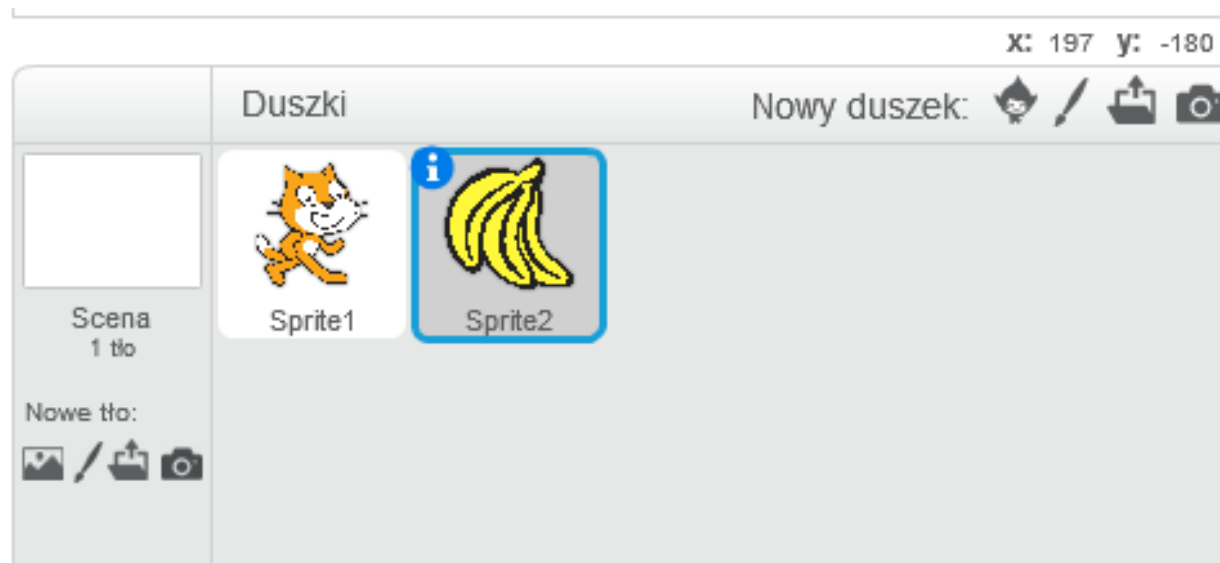 x: 197 y: -180
Duszki
Nowy duszek:
Sprite1
Sprite2
Scena
1 tło
Nowe tło: